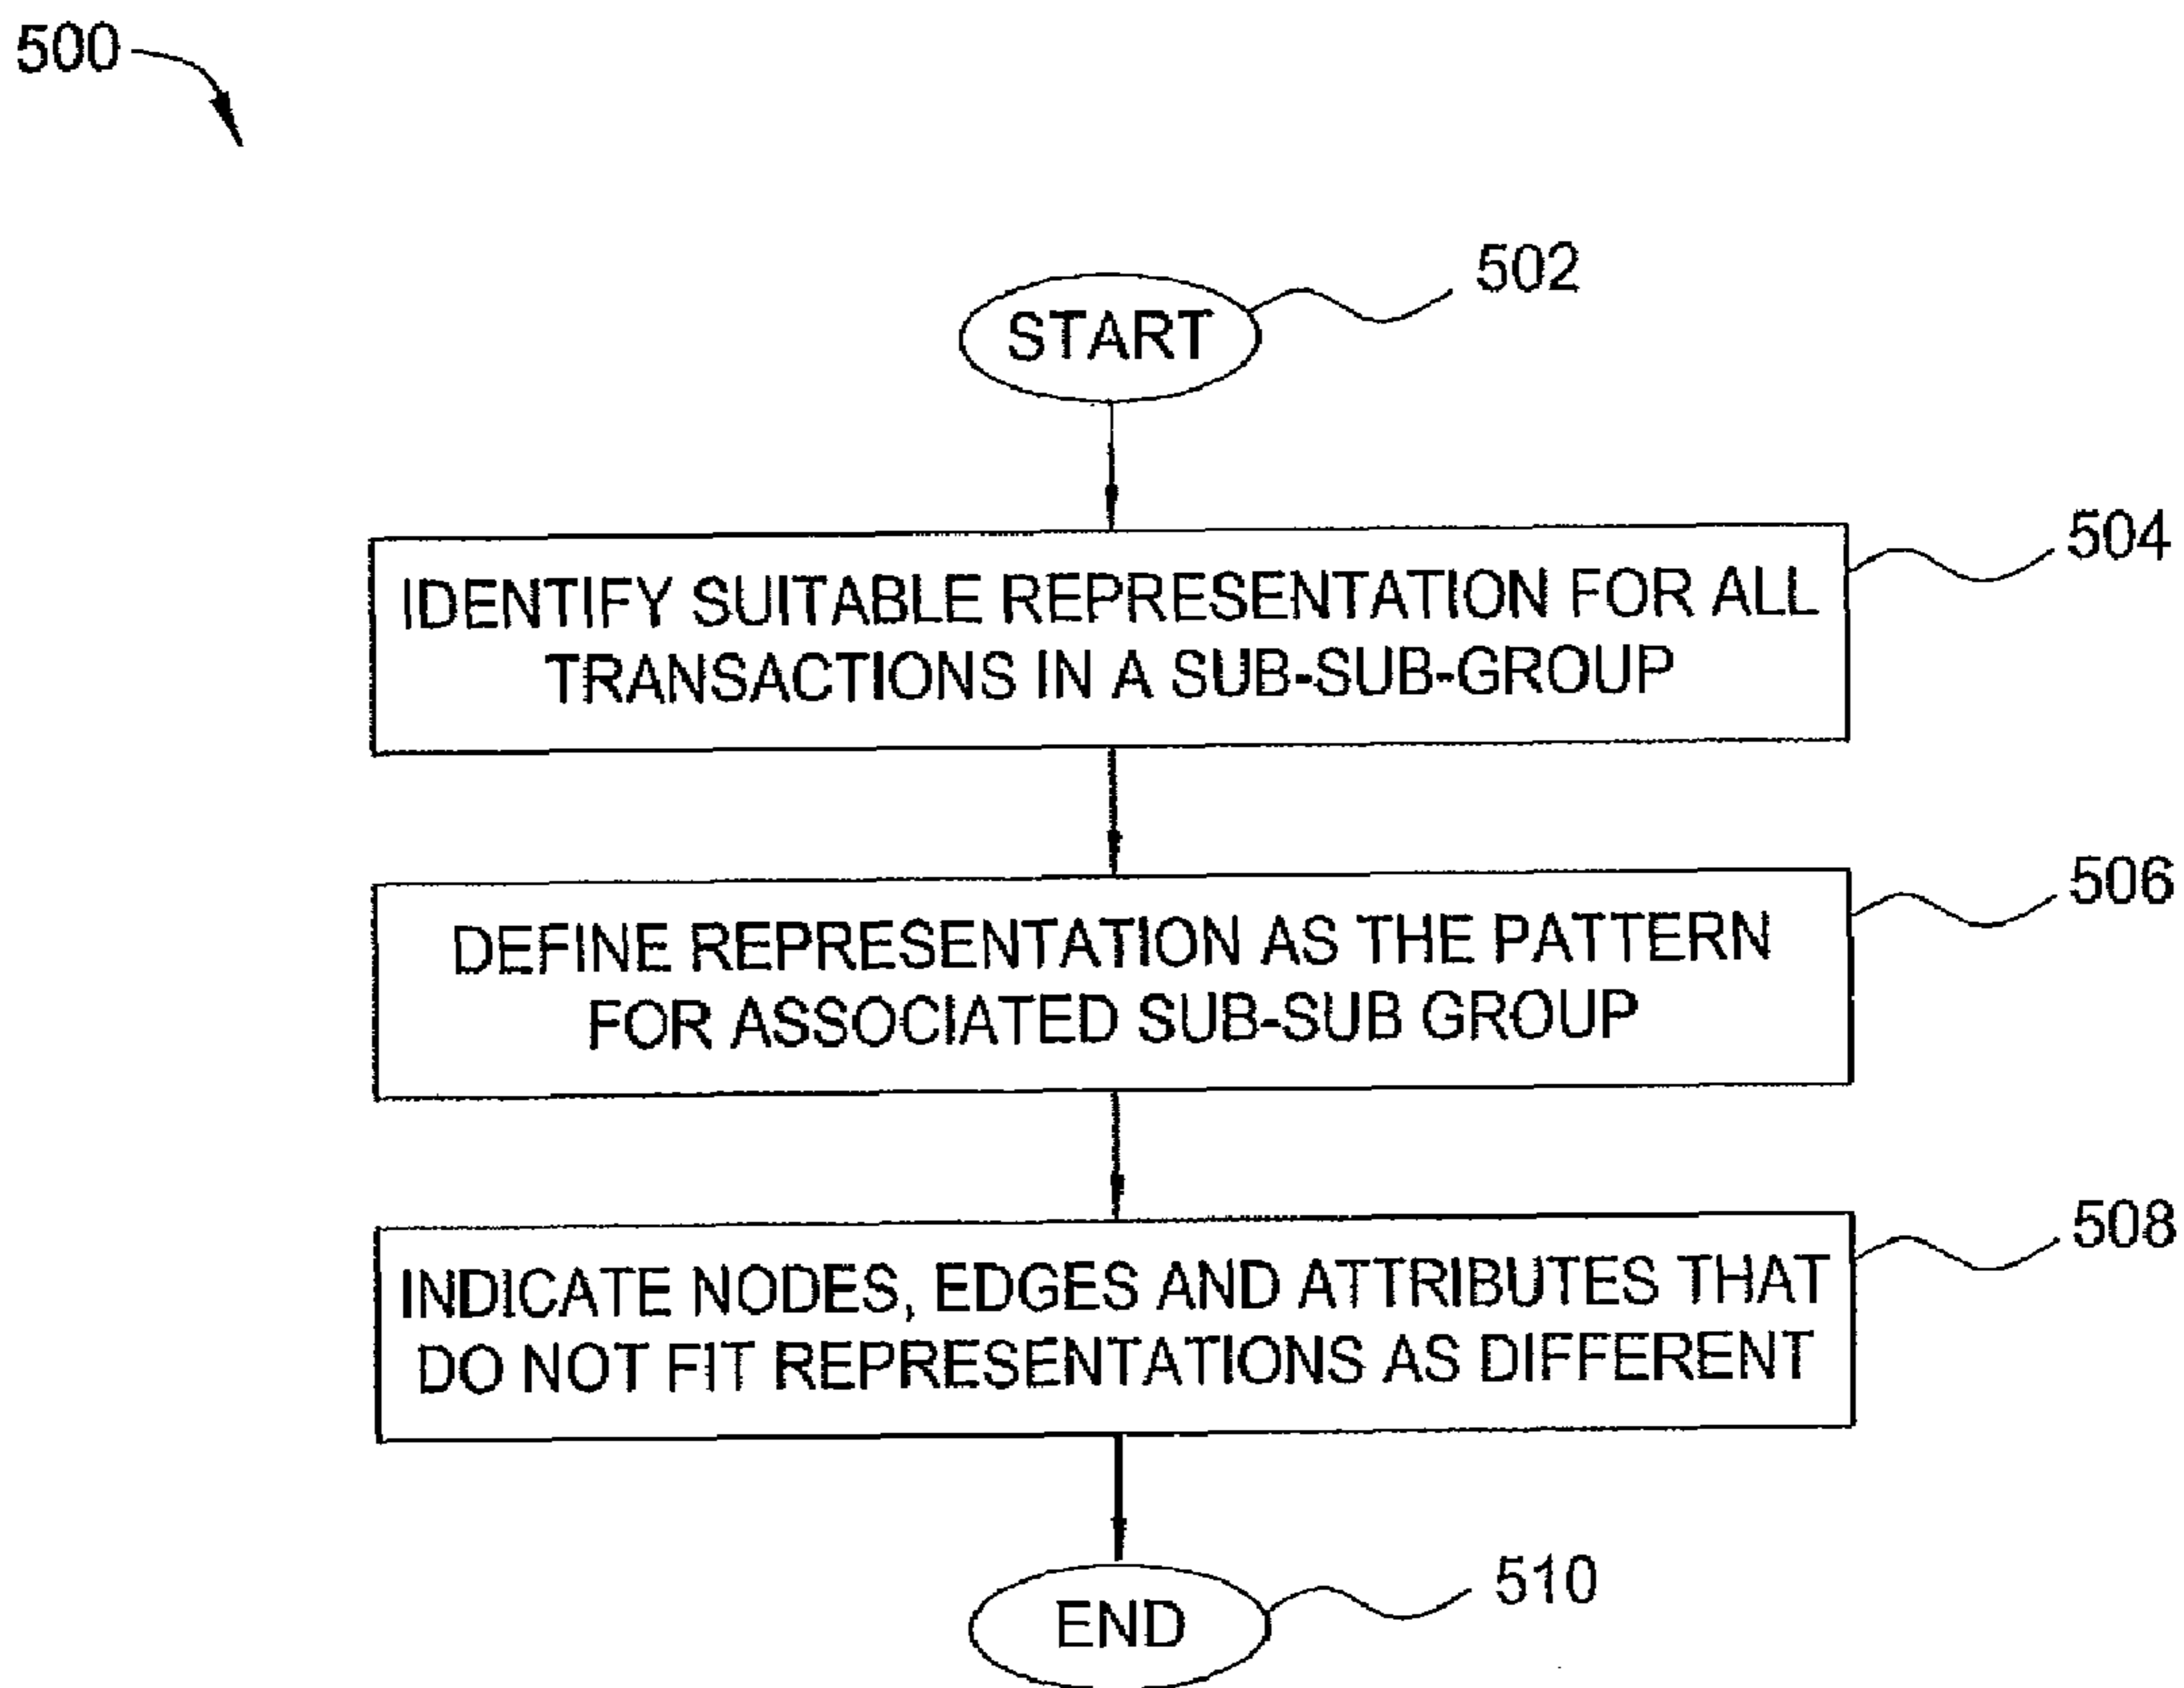 500
502
START
504
IDENTIFY SUITABLE REPRESENTATION FOR ALL
TRANSACTIONS IN A SUB-SUB-GROUP
506
DEFINE REPRESENTATION AS THE PATTERN
FOR ASSOCIATED SUB-SUB GROUP
508
INDICATE NODES, EDGES AND ATTRIBUTES THAT
DO NOT FIT REPRESENTATIONS AS DIFFERENT
510
END